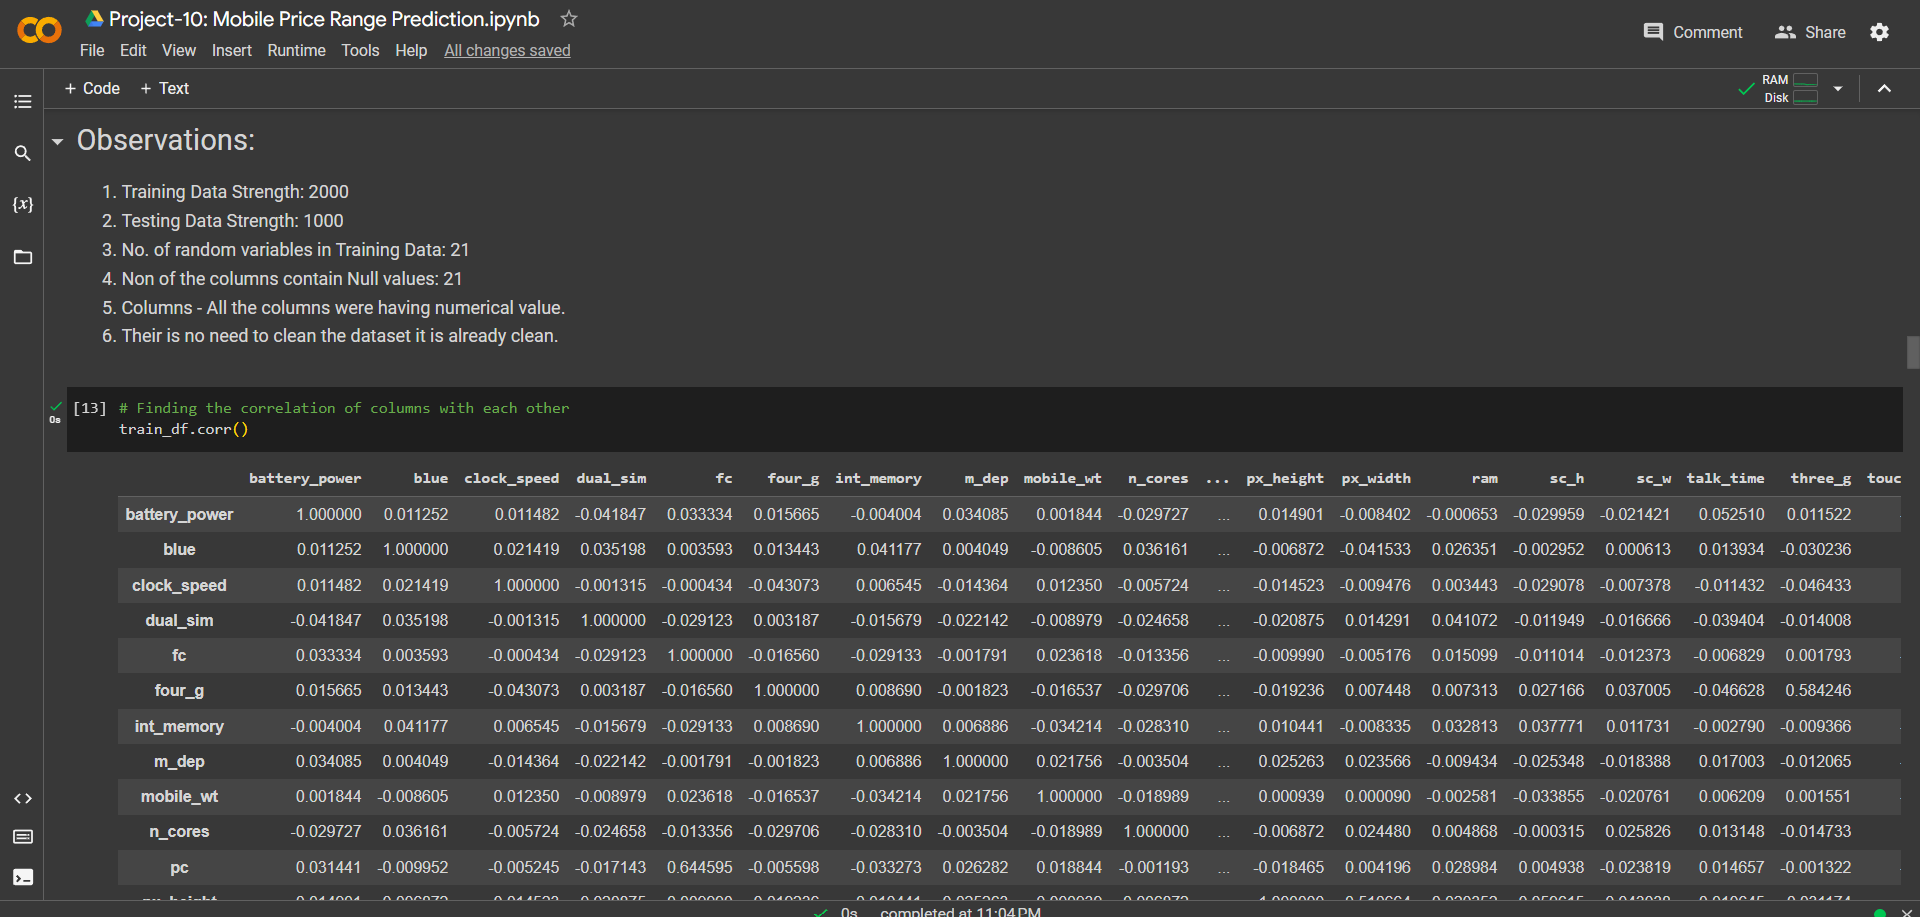 Project-10: Mobile Price Range Prediction.ipynb
File Edit View Insert Runtime Tools Help All changes saved
Comment Share
+ Code + Text
RAM
Disk
Observations:
1. Training Data Strength: 2000
2. Testing Data Strength: 1000
3. No. of random variables in Training Data: 21
4. Non of the columns contain Null values: 21
5. Columns - All the columns were having numerical value.
6. Their is no need to clean the dataset it is already clean.
{x}
0s
[13] # Finding the correlation of columns with each other
train_df.corr()
battery_power blue clock_speed dual_sim fc four_g int_memory m_dep mobile_wt n_cores ... px_height px_width ram sc_h sc_w talk_time three_g touc
battery_power 1.000000 0.011252 0.011482 -0.041847 0.033334 0.015665 -0.004004 0.034085 0.001844 -0.029727 ... 0.014901 -0.008402 -0.000653 -0.029959 -0.021421 0.052510 0.011522
blue 0.011252 1.000000 0.021419 0.035198 0.003593 0.013443 0.041177 0.004049 -0.008605 0.036161 ... -0.006872 -0.041533 0.026351 -0.002952 0.000613 0.013934 -0.030236
clock_speed 0.011482 0.021419 1.000000 -0.001315 -0.000434 -0.043073 0.006545 -0.014364 0.012350 -0.005724 ... -0.014523 -0.009476 0.003443 -0.029078 -0.007378 -0.011432 -0.046433
dual_sim -0.041847 0.035198 -0.001315 1.000000 -0.029123 0.003187 -0.015679 -0.022142 -0.008979 -0.024658 ... -0.020875 0.014291 0.041072 -0.011949 -0.016666 -0.039404 -0.014008
fc 0.033334 0.003593 -0.000434 -0.029123 1.000000 -0.016560 -0.029133 -0.001791 0.023618 -0.013356 ... -0.009990 -0.005176 0.015099 -0.011014 -0.012373 -0.006829 0.001793
four_g 0.015665 0.013443 -0.043073 0.003187 -0.016560 1.000000 0.008690 -0.001823 -0.016537 -0.029706 ... -0.019236 0.007448 0.007313 0.027166 0.037005 -0.046628 0.584246
int_memory -0.004004 0.041177 0.006545 -0.015679 -0.029133 0.008690 1.000000 0.006886 -0.034214 -0.028310 ... 0.010441 -0.008335 0.032813 0.037771 0.011731 -0.002790 -0.009366
m_dep 0.034085 0.004049 -0.014364 -0.022142 -0.001791 -0.001823 0.006886 1.000000 0.021756 -0.003504 ... 0.025263 0.023566 -0.009434 -0.025348 -0.018388 0.017003 -0.012065
mobile_wt 0.001844 -0.008605 0.012350 -0.008979 0.023618 -0.016537 -0.034214 0.021756 1.000000 -0.018989 ... 0.000939 0.000090 -0.002581 -0.033855 -0.020761 0.006209 0.001551
n_cores -0.029727 0.036161 -0.005724 -0.024658 -0.013356 -0.029706 -0.028310 -0.003504 -0.018989 1.000000 ... -0.006872 0.024480 0.004868 -0.000315 0.025826 0.013148 -0.014733
pc 0.031441 -0.009952 -0.005245 -0.017143 0.644595 -0.005598 -0.033273 0.026282 0.018844 -0.001193 ... -0.018465 0.004196 0.028984 0.004938 -0.023819 0.014657 -0.001322
0s completed at 11:04 PM